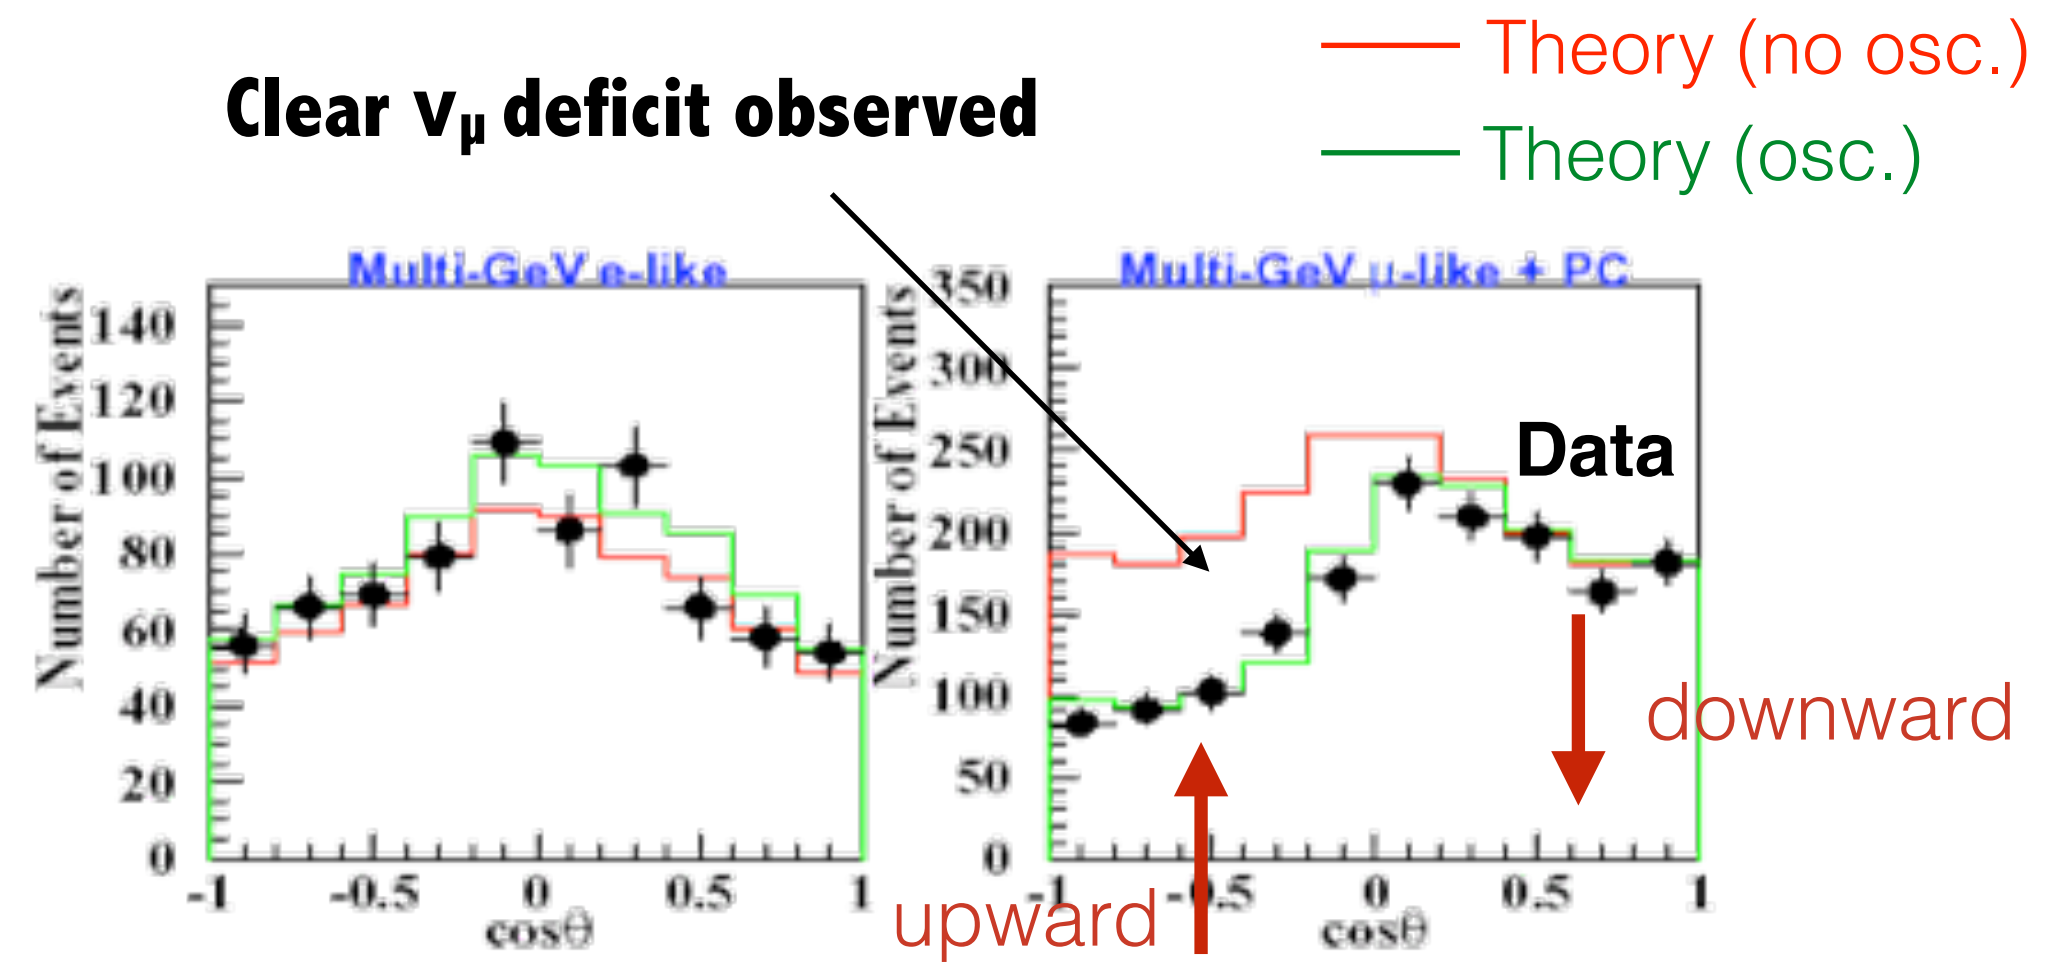 Theory (no osc.)
Clear νμ deficit observed
Theory (osc.)
Multi-GeV e-like
Number of Events
140
120
100
80
60
40
20
0
-1
-0.5
0
0.5
1
cosθ
Multi-GeV μ-like + PC
Number of Events
350
300
250
200
150
100
50
0
-1
-0.5
0
0.5
1
cosθ
Data
downward
upward